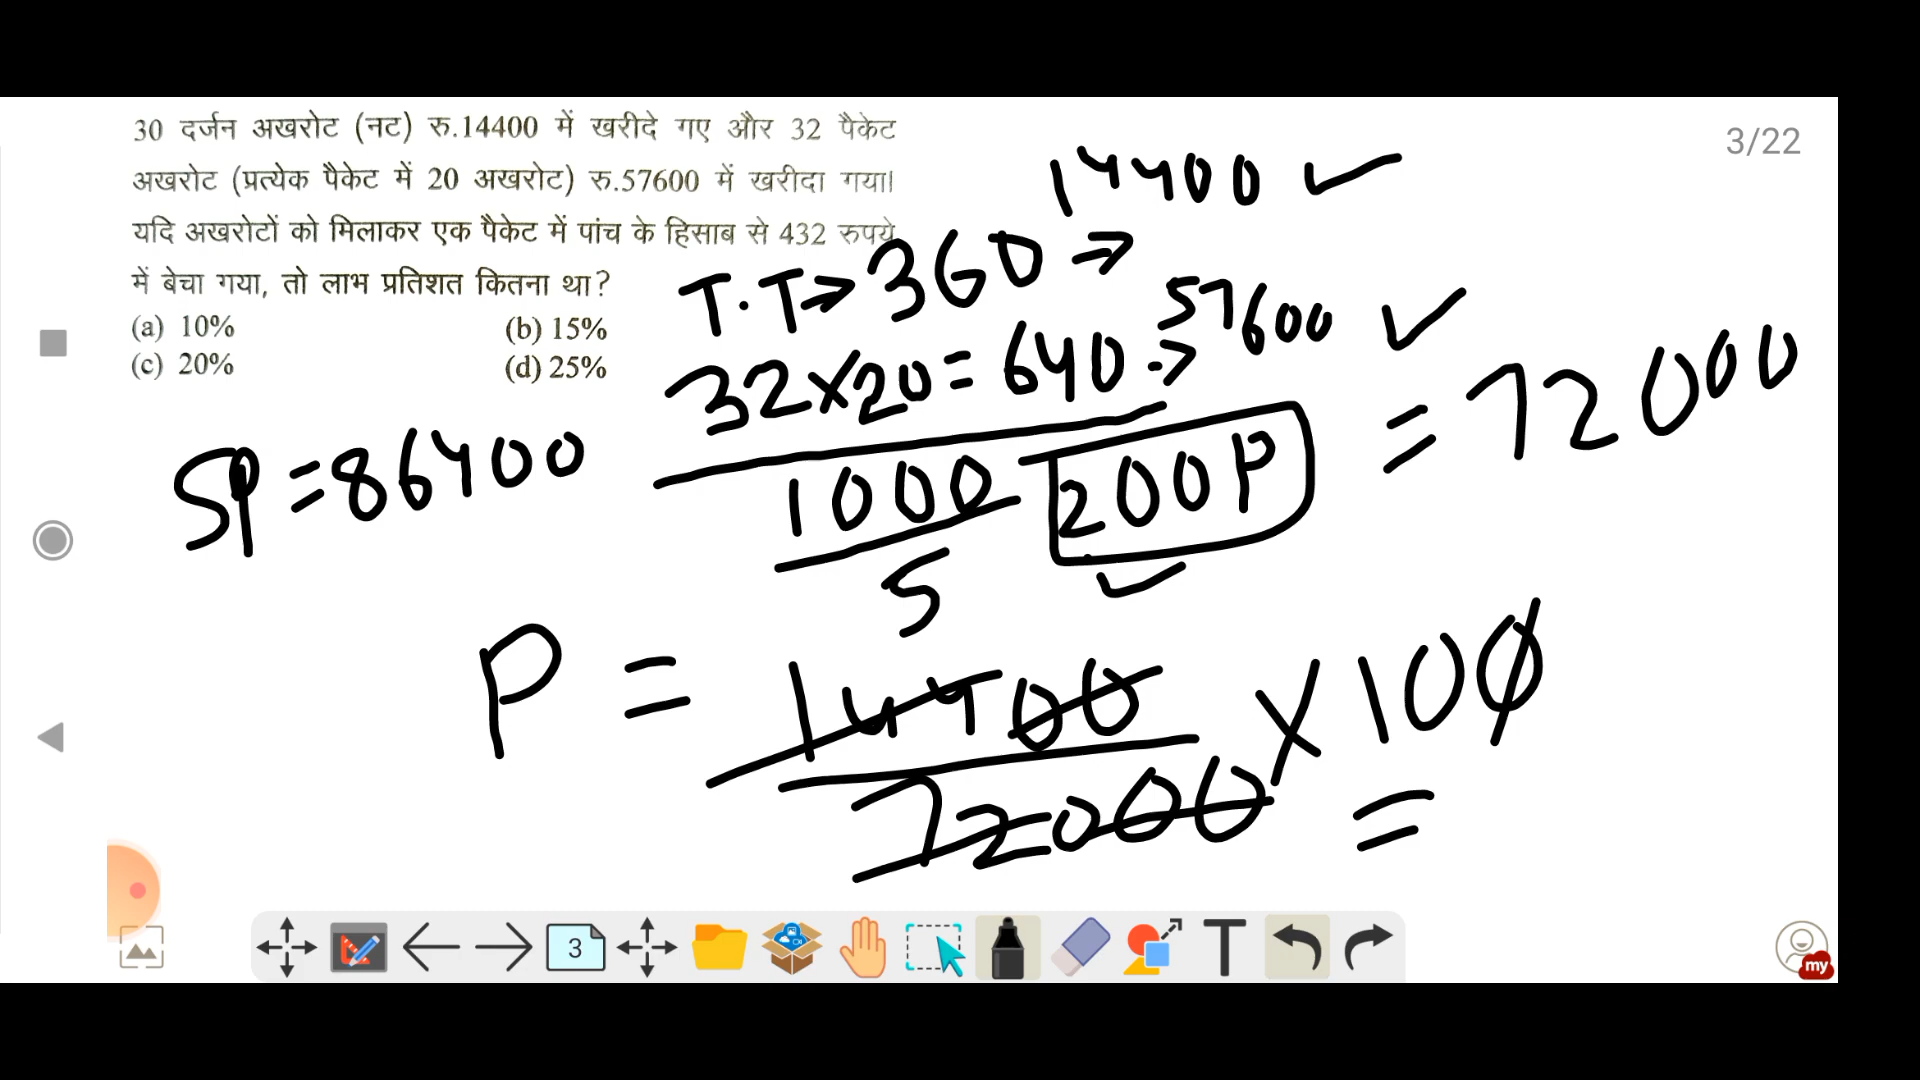 30 दर्जन अखरोट (नट) रु.14400 में खरीदे गए और 32 पैकेट
अखरोट (प्रत्येक पैकेट में 20 अखरोट) रु.57600 में खरीदा गया।
यदि अखरोटों को मिलाकर एक पैकेट में पांच के हिसाब से 432 रुपये
में बेचा गया, तो लाभ प्रतिशत कितना था?
(a) 10% (b) 15%
(c) 20% (d) 25%
3/22
14400 ✓
T.T→360→
57600 ✓
32×20=640→
=72000
SP=86400
1000 200P
5
P = 14400 ×100
72000 =
3
T
my